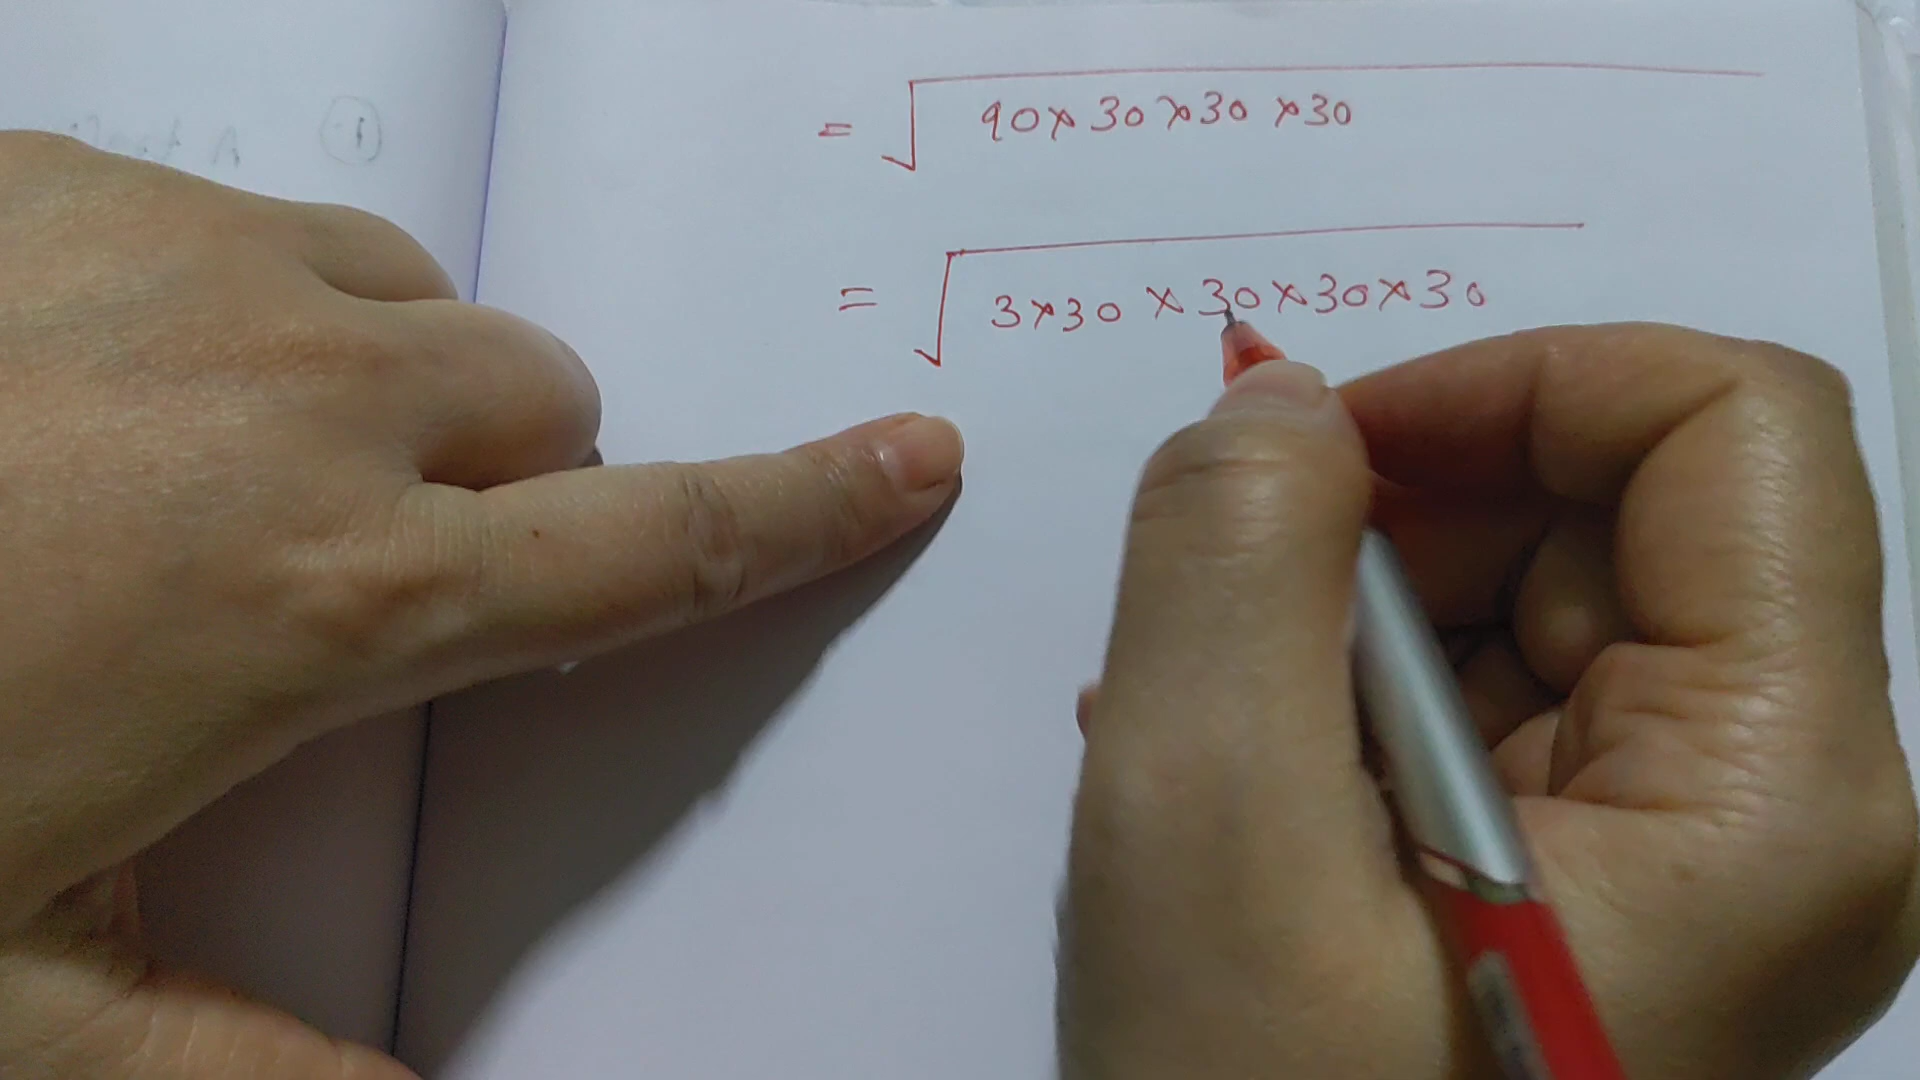 = √ 90 × 30 × 30 × 30
= √ 3 × 30 × 30 × 30 × 30